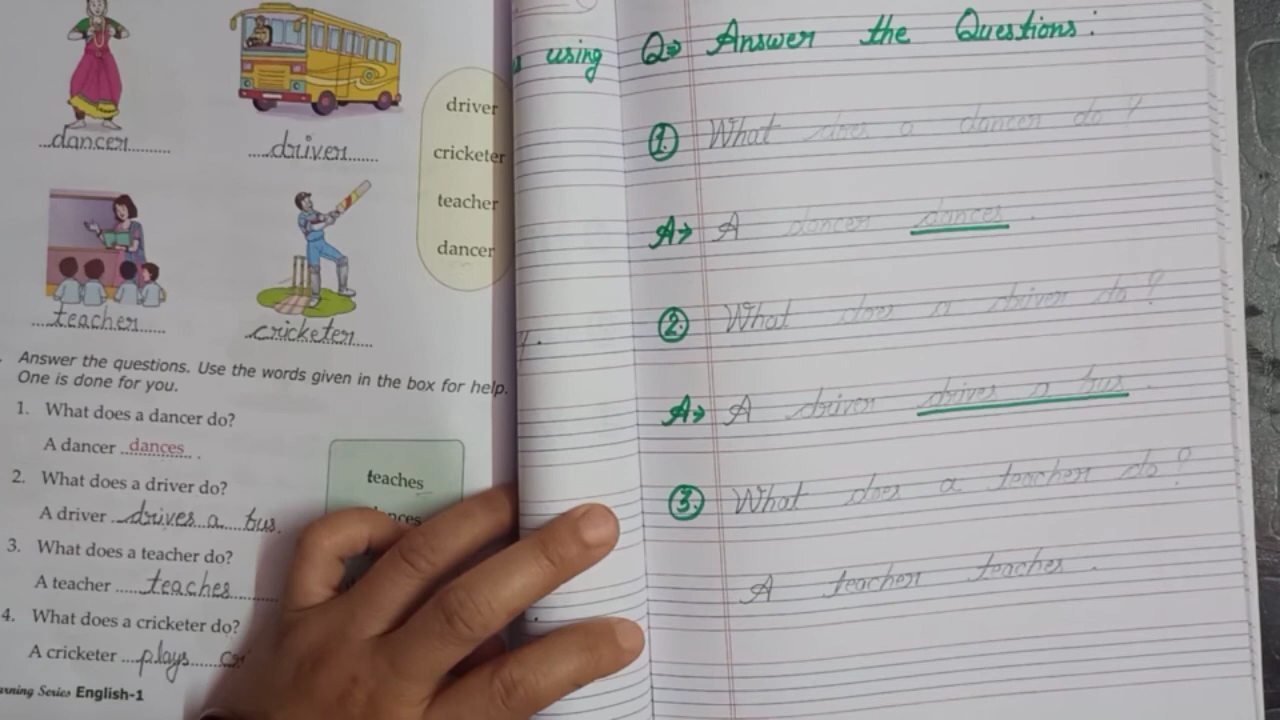 dancer
driver
driver
cricketer
teacher
dancer
teacher
cricketer
Answer the questions. Use the words given in the box for help.
One is done for you.
1. What does a dancer do?
A dancer dances.
2. What does a driver do?
A driver drives a bus.
3. What does a teacher do?
A teacher teaches
4. What does a cricketer do?
A cricketer plays
teaches
English-1
using
Q⇒ Answer the Questions:
1. What does a dancer do?
A→ A dancer dances.
2. What does a driver do?
A→ A driver drives a bus.
3. What does a teacher do?
A teacher teaches.